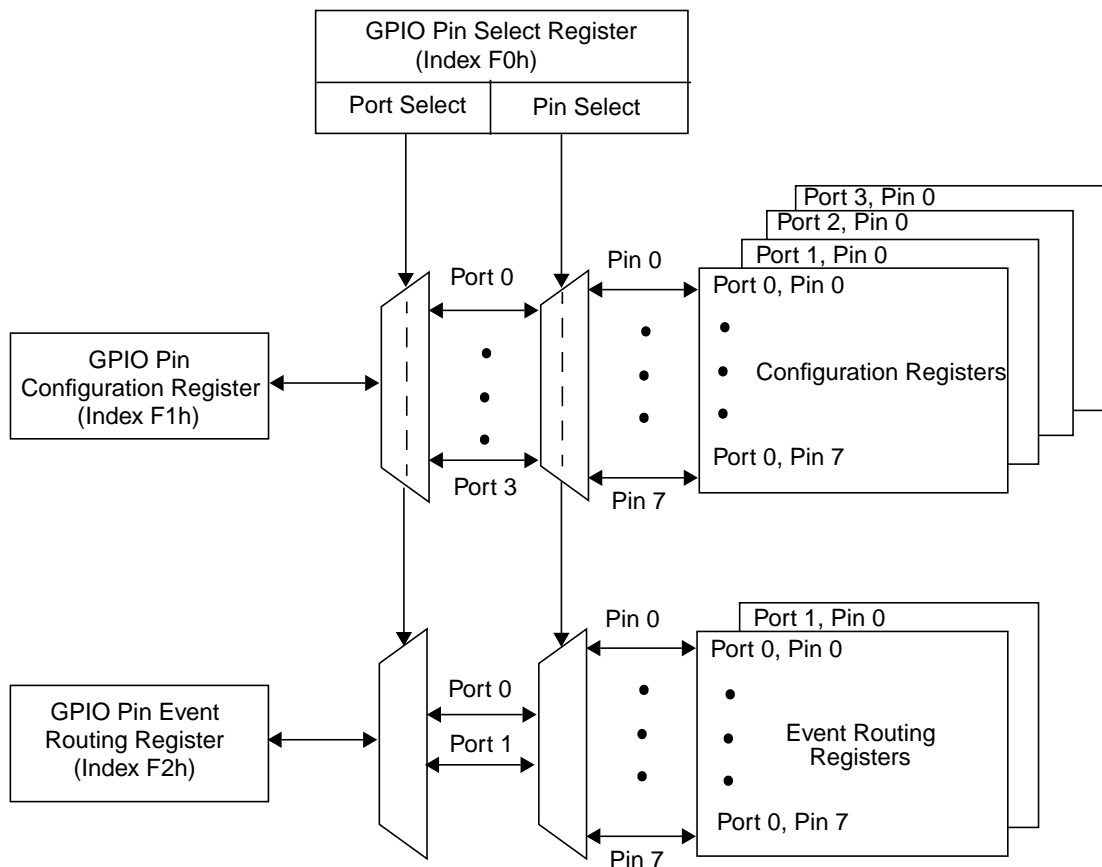 GPIO Pin Select Register
(Index F0h)
Port Select
Pin Select
Port 3, Pin 0
Port 2, Pin 0
Port 1, Pin 0
Port 0, Pin 0
Port 0
Pin 0
GPIO Pin
Configuration Register
(Index F1h)
Configuration Registers
Port 0, Pin 7
Port 3
Pin 7
Port 1, Pin 0
Pin 0
Port 0, Pin 0
Port 0
Port 1
GPIO Pin Event
Routing Register
(Index F2h)
Event Routing
Registers
Port 0, Pin 7
Pin 7